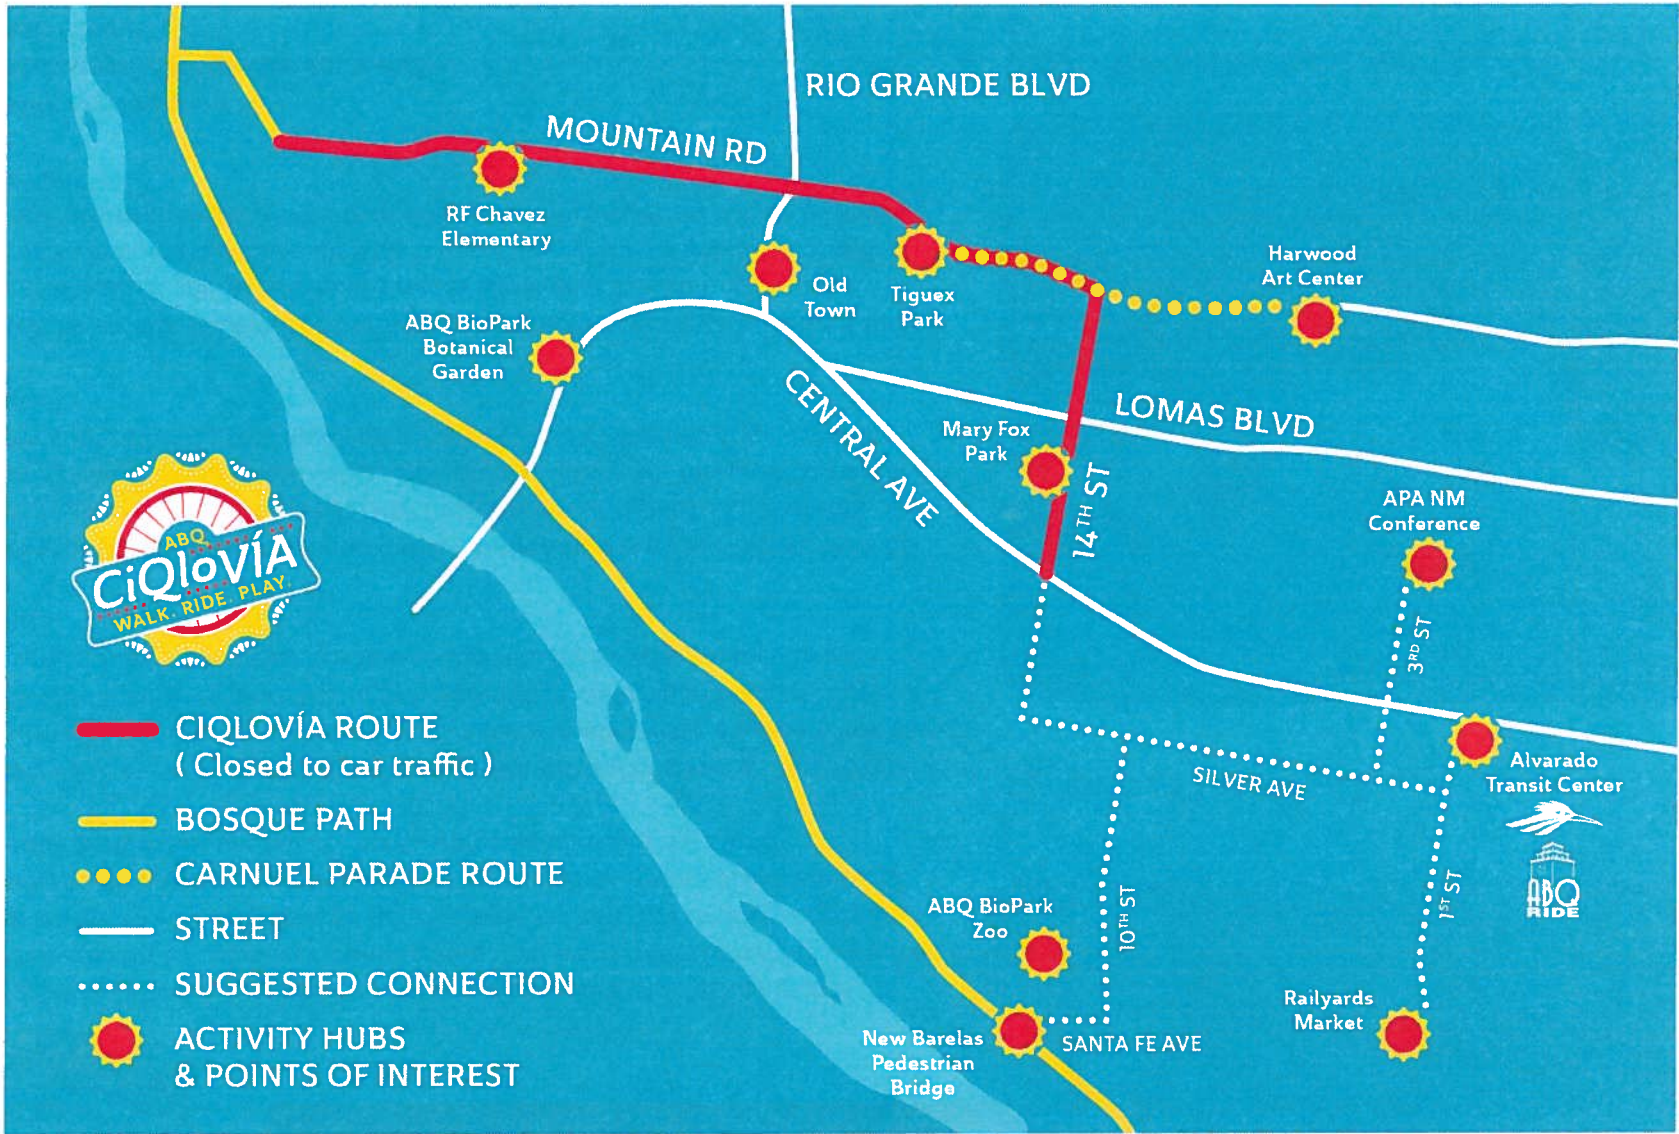 RIO GRANDE BLVD
MOUNTAIN RD
RF Chavez
Elementary
Old
Town
Tiguex
Park
Harwood
Art Center
ABQ BioPark
Botanical
Garden
CENTRAL AVE
LOMAS BLVD
Mary Fox
Park
14TH ST
APA NM
Conference
3RD ST
ABQ
CiQloVÍA
WALK. RIDE. PLAY.
CIQLOVÍA ROUTE
( Closed to car traffic )
BOSQUE PATH
CARNUEL PARADE ROUTE
STREET
SUGGESTED CONNECTION
ACTIVITY HUBS
& POINTS OF INTEREST
SILVER AVE
Alvarado
Transit Center
ABQ
RIDE
1ST ST
10TH ST
ABQ BioPark
Zoo
Railyards
Market
New Barelas
Pedestrian
Bridge
SANTA FE AVE